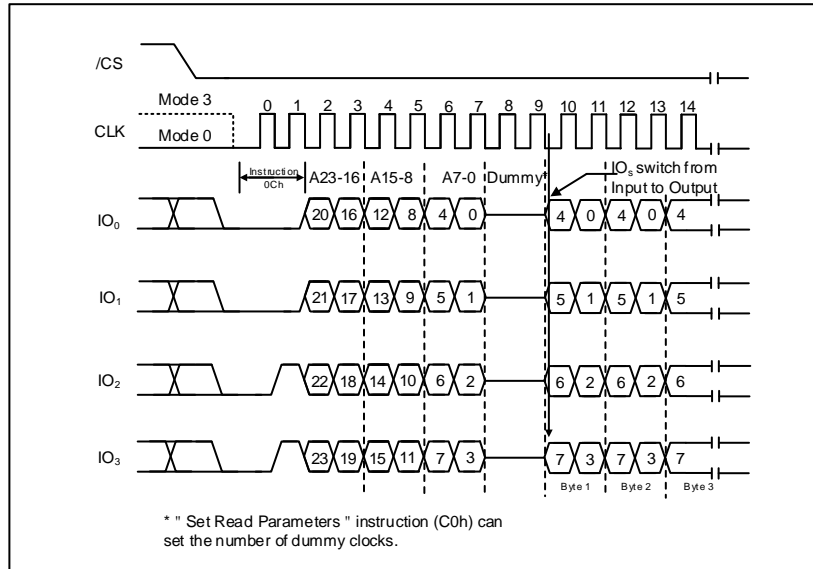 /CS
Mode 3
0 1 2 3 4 5 6 7 8 9 10 11 12 13 14
CLK
Mode 0
Instruction
0Ch
A23-16 A15-8 A7-0 Dummy*
IOs switch from
Input to Output
IO0
20 16 12 8 4 0 4 0 4 0 4
IO1
21 17 13 9 5 1 5 1 5 1 5
IO2
22 18 14 10 6 2 6 2 6 2 6
IO3
23 19 15 11 7 3 7 3 7 3 7
Byte 1 Byte 2 Byte 3
* " Set Read Parameters " instruction (C0h) can
set the number of dummy clocks.